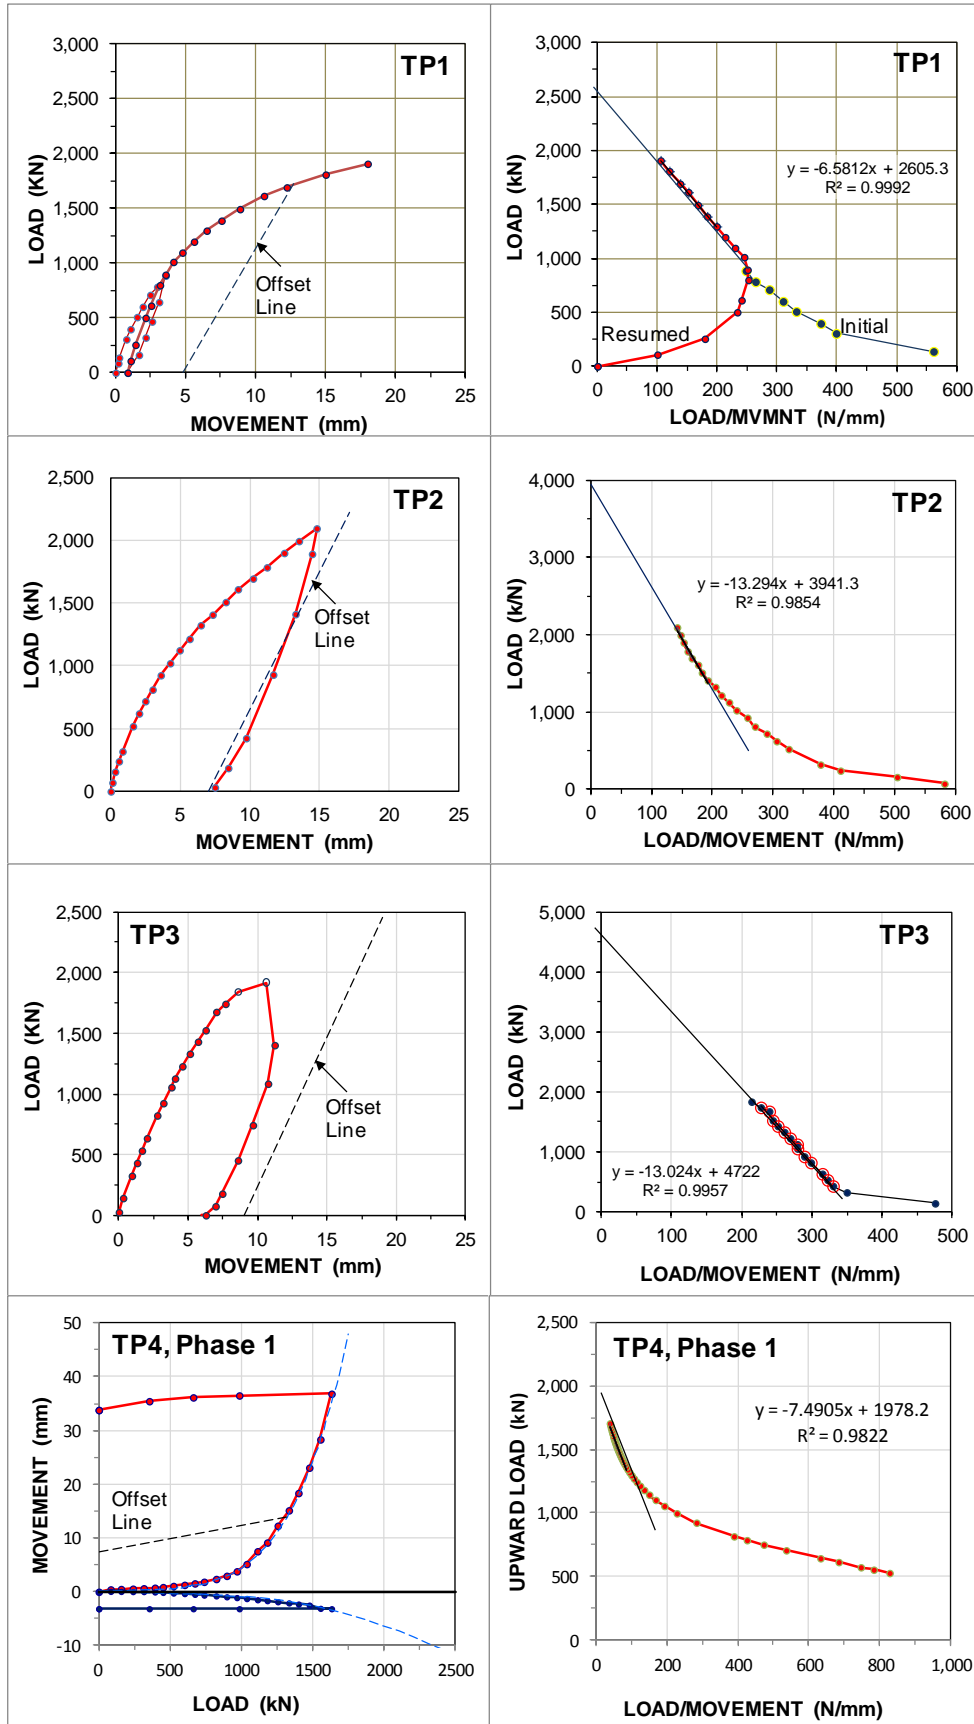 TP1
3,000
2,500
2,000
1,500
1,000
500
0
LOAD (KN)
Offset
Line
0 5 10 15 20 25
MOVEMENT (mm)
TP1
3,000
2,500
2,000
1,500
1,000
500
0
LOAD (KN)
y = -6.5812x + 2605.3
R² = 0.9992
Resumed
Initial
0 100 200 300 400 500 600
LOAD/MVMNT (N/mm)
TP2
2,500
2,000
1,500
1,000
500
0
LOAD (kN)
Offset
Line
0 5 10 15 20 25
MOVEMENT (mm)
TP2
4,000
3,000
2,000
1,000
0
LOAD (k/N)
y = -13.294x + 3941.3
R² = 0.9854
0 100 200 300 400 500 600
LOAD/MOVEMENT (N/mm)
TP3
2,500
2,000
1,500
1,000
500
0
LOAD (KN)
Offset
Line
0 5 10 15 20 25
MOVEMENT (mm)
TP3
5,000
4,000
3,000
2,000
1,000
0
LOAD (kN)
y = -13.024x + 4722
R² = 0.9957
0 100 200 300 400 500
LOAD/MOVEMENT (N/mm)
TP4, Phase 1
50
40
30
20
10
0
-10
MOVEMENT (mm)
Offset
Line
0 500 1000 1500 2000 2500
LOAD (kN)
TP4, Phase 1
2,500
2,000
1,500
1,000
500
0
UPWARD LOAD (kN)
y = -7.4905x + 1978.2
R² = 0.9822
0 200 400 600 800 1,000
LOAD/MOVEMENT (N/mm)